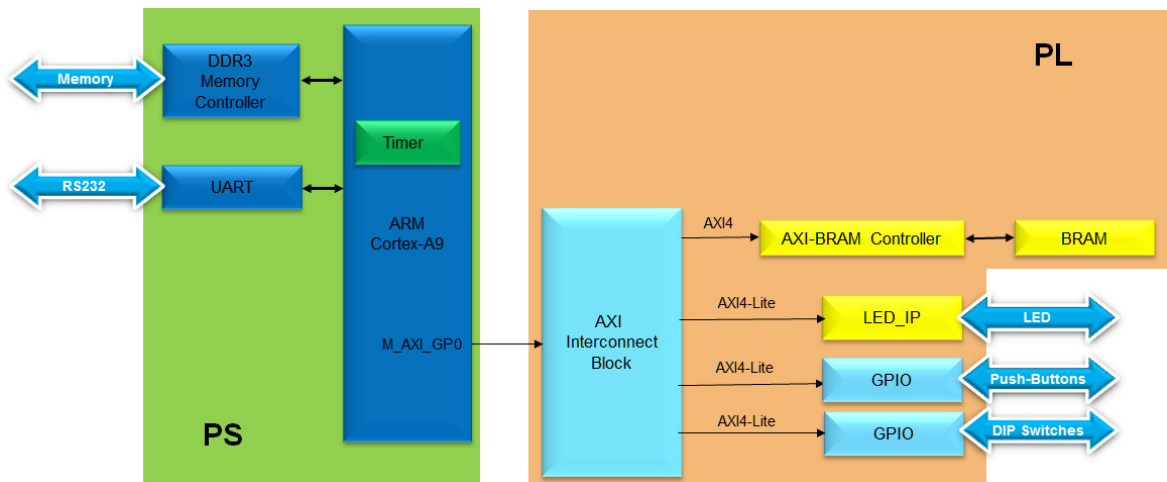 PL
DDR3
Memory
Controller
Memory
Timer
UART
RS232
ARM
Cortex-A9
M_AXI_GP0
PS
AXI
Interconnect
Block
AXI4
AXI-BRAM Controller
BRAM
AXI4-Lite
LED_IP
LED
AXI4-Lite
GPIO
Push-Buttons
AXI4-Lite
GPIO
DIP Switches